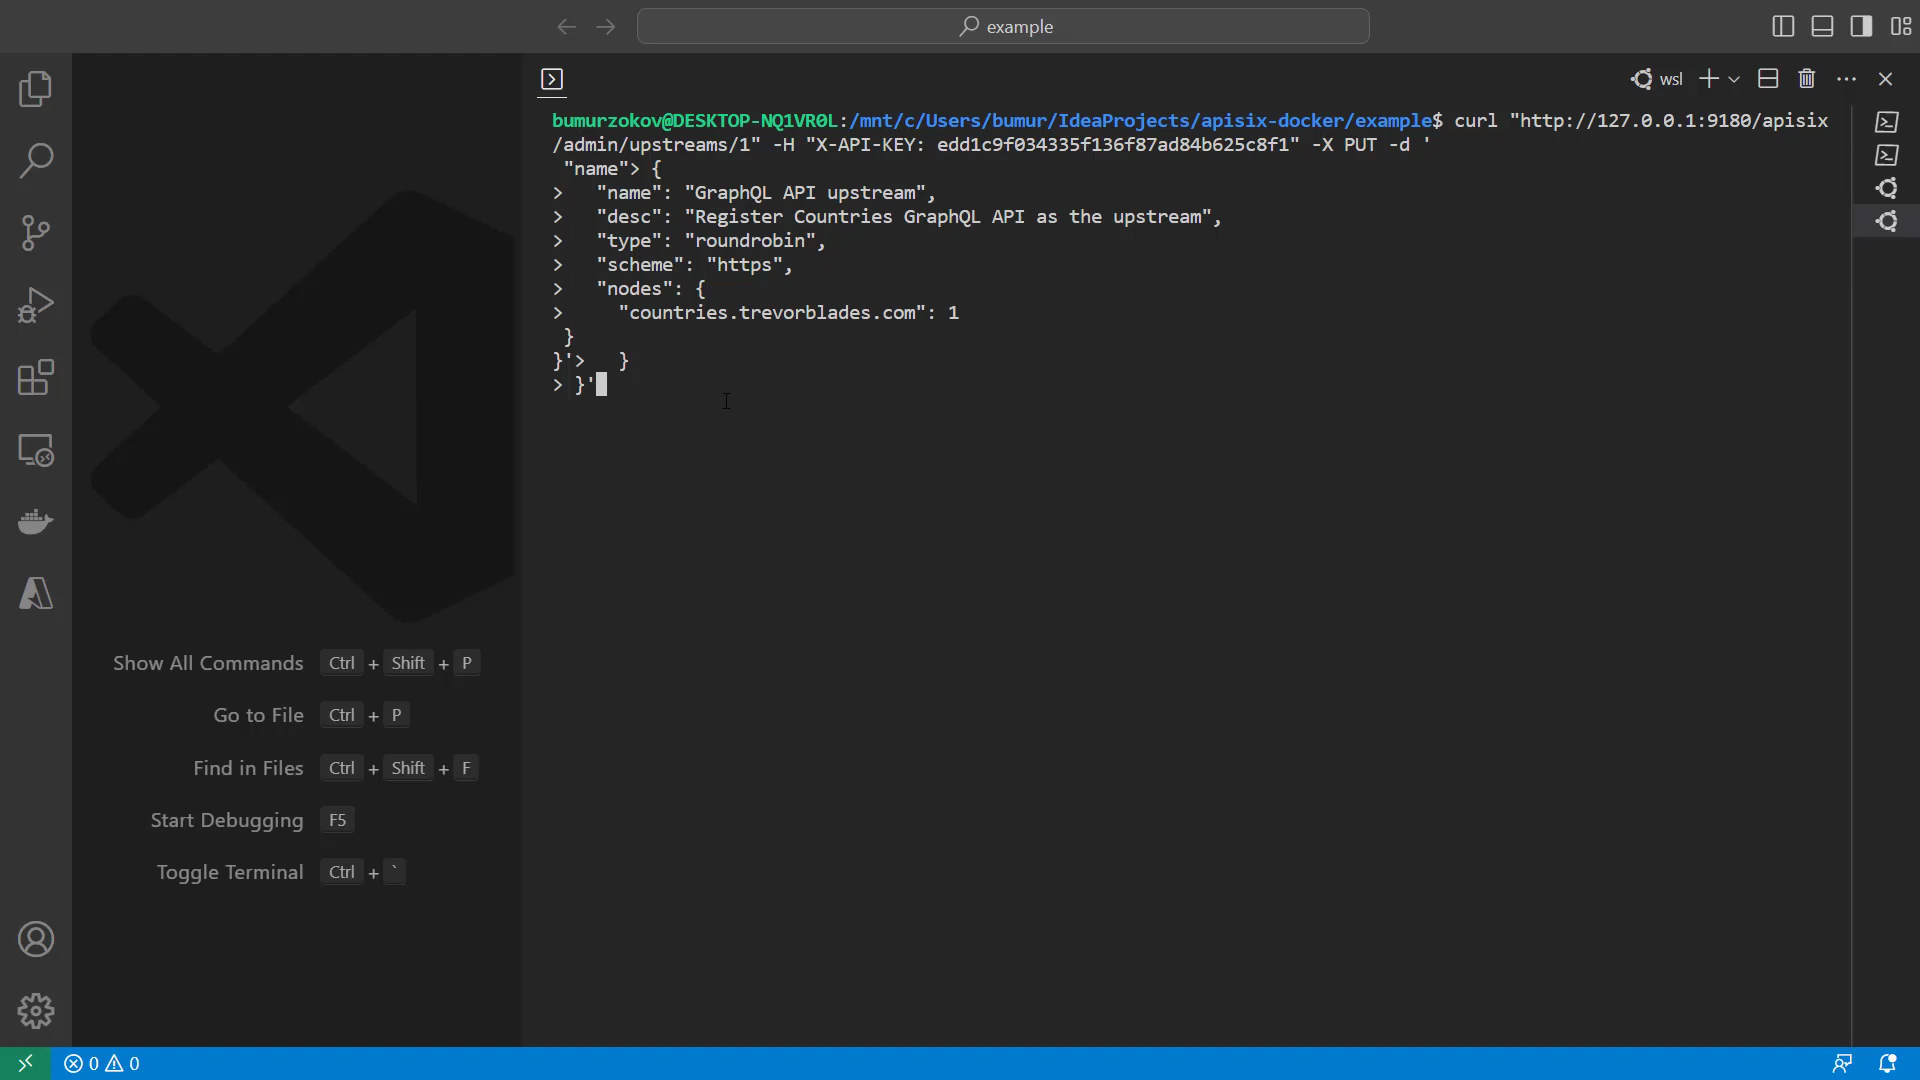 example
wsl
bumurzokov@DESKTOP-NQ1VR0L:/mnt/c/Users/bumur/IdeaProjects/apisix-docker/example$ curl "http://127.0.0.1:9180/apisix
/admin/upstreams/1" -H "X-API-KEY: edd1c9f034335f136f87ad84b625c8f1" -X PUT -d '
"name"> {
>   "name": "GraphQL API upstream",
>   "desc": "Register Countries GraphQL API as the upstream",
>   "type": "roundrobin",
>   "scheme": "https",
>   "nodes": {
>     "countries.trevorblades.com": 1
}
}'>   }
> }'
Show All Commands Ctrl + Shift + P
Go to File Ctrl + P
Find in Files Ctrl + Shift + F
Start Debugging F5
Toggle Terminal Ctrl + `
0 0